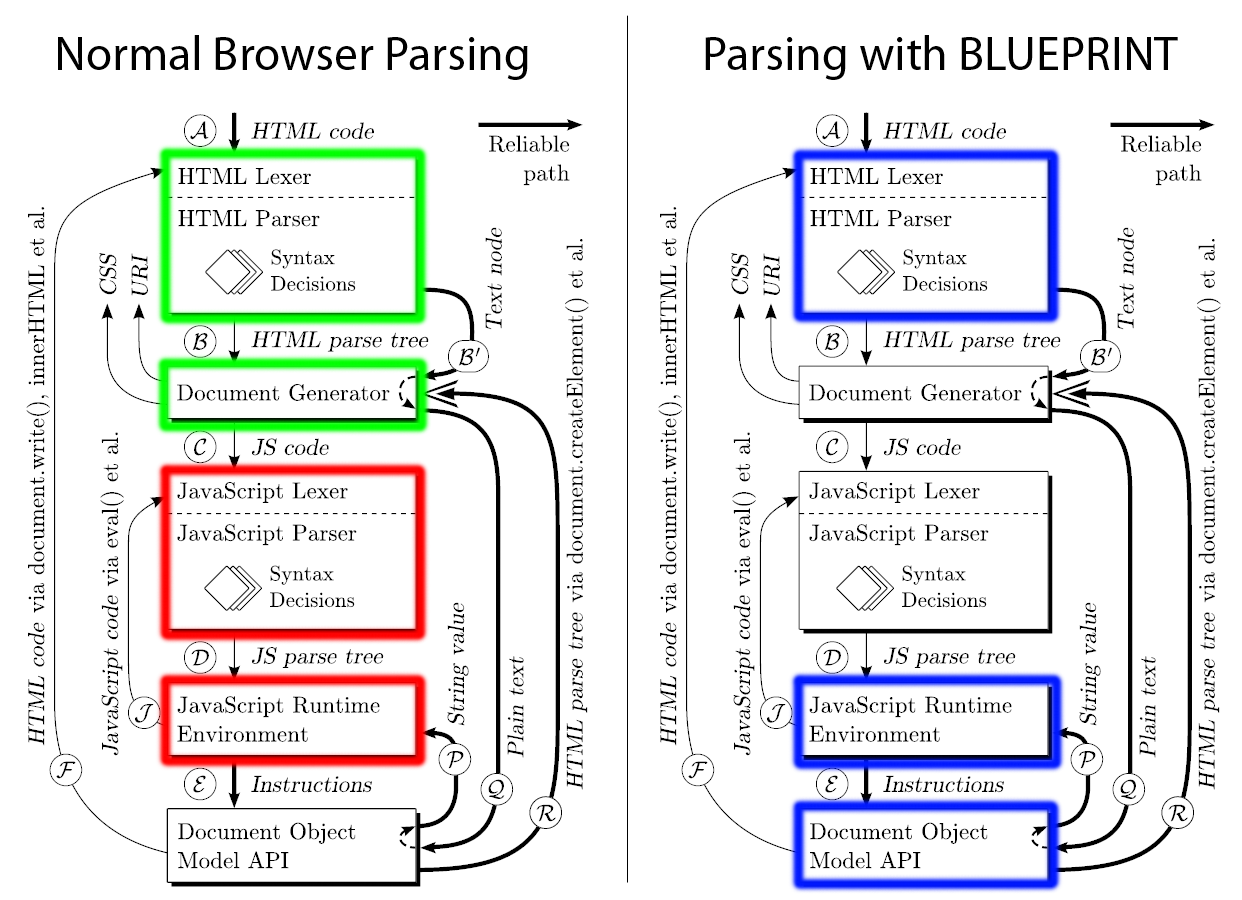 Normal Browser Parsing
A
HTML code
Reliable
path
HTML Lexer
HTML Parser
Syntax
Decisions
CSS
URI
Text node
B
HTML parse tree
B′
Document Generator
C
JS code
JavaScript Lexer
JavaScript Parser
Syntax
Decisions
D
JS parse tree
JavaScript Runtime
Environment
J
E
Instructions
Document Object
Model API
F
P
Q
R
String value
Plain text
HTML code via document.write(), innerHTML et al.
JavaScript code via eval() et al.
HTML parse tree via document.createElement() et al.
Parsing with BLUEPRINT
A
HTML code
Reliable
path
HTML Lexer
HTML Parser
Syntax
Decisions
CSS
URI
Text node
B
HTML parse tree
B′
Document Generator
C
JS code
JavaScript Lexer
JavaScript Parser
Syntax
Decisions
D
JS parse tree
JavaScript Runtime
Environment
J
E
Instructions
Document Object
Model API
F
P
Q
R
String value
Plain text
HTML code via document.write(), innerHTML et al.
JavaScript code via eval() et al.
HTML parse tree via document.createElement() et al.